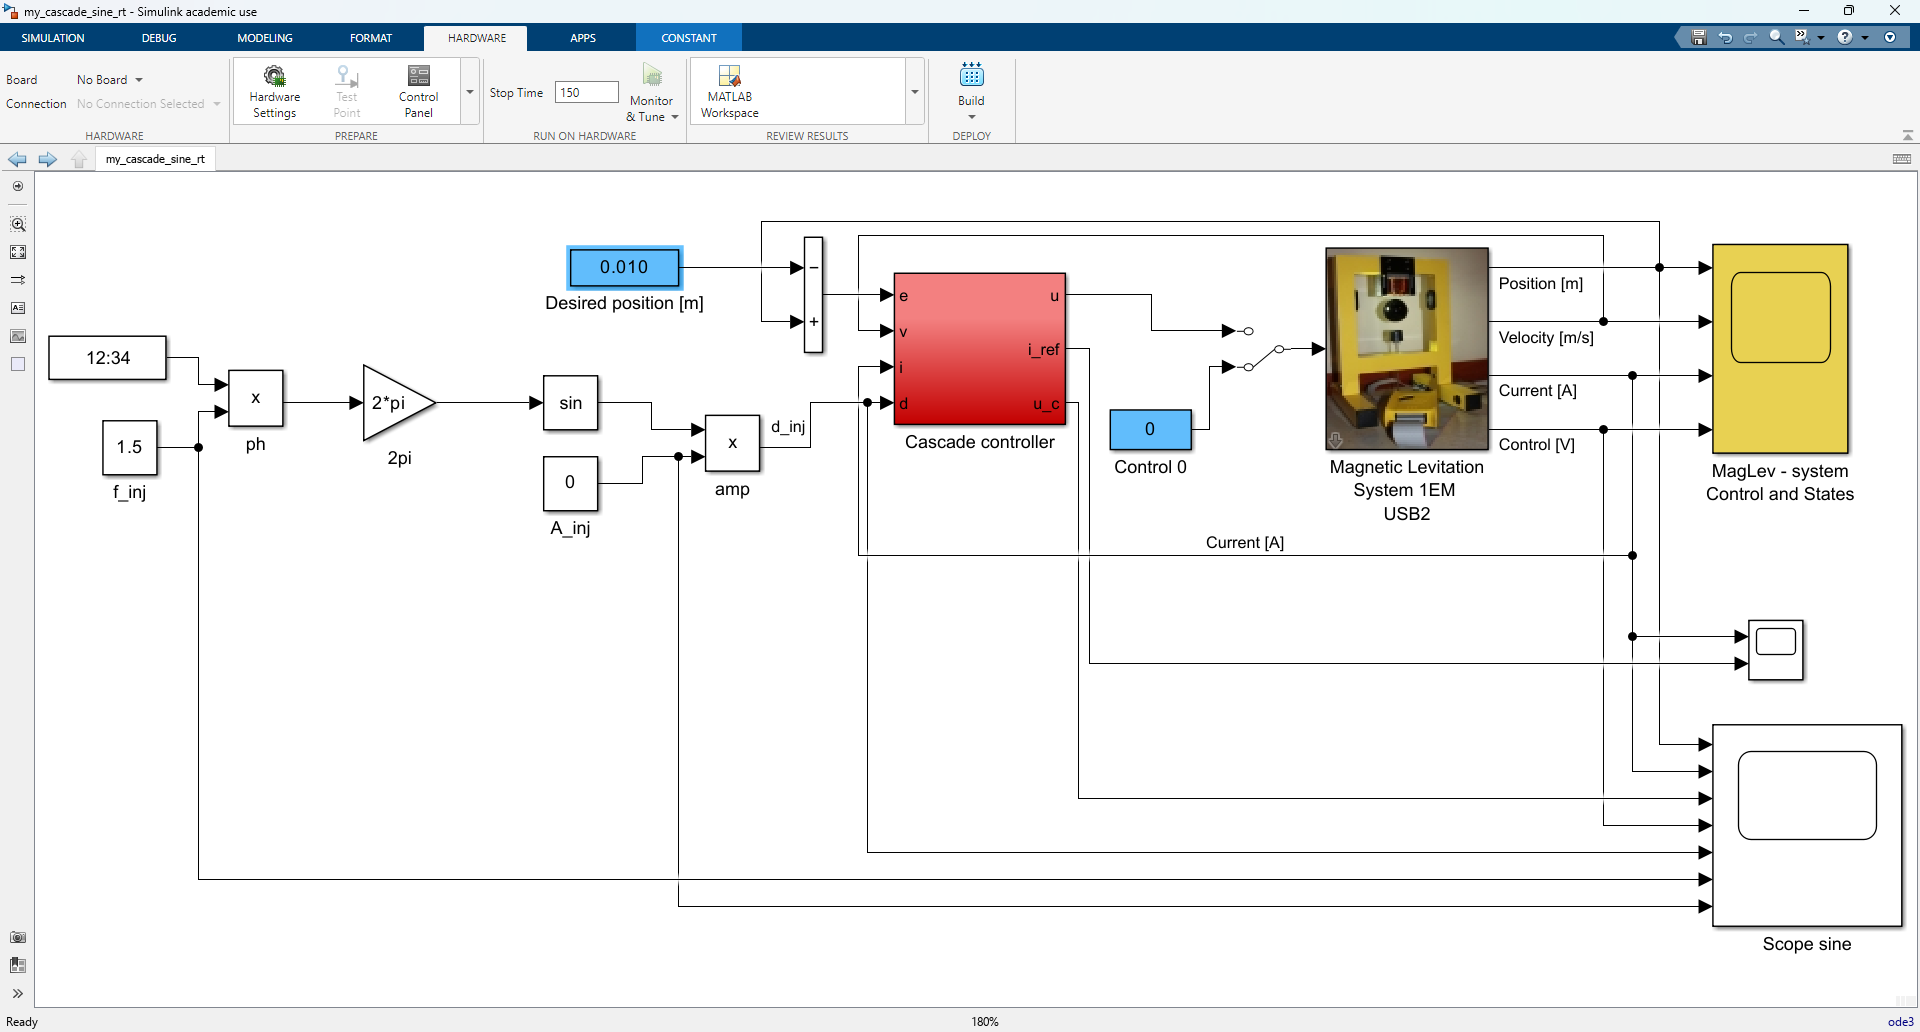 my_cascade_sine_rt - Simulink academic use
SIMULATION
DEBUG
MODELING
FORMAT
HARDWARE
APPS
CONSTANT
Board
No Board
Connection
No Connection Selected
HARDWARE
Hardware
Settings
Test
Point
Control
Panel
PREPARE
Stop Time
150
Monitor
& Tune
RUN ON HARDWARE
MATLAB
Workspace
REVIEW RESULTS
Build
DEPLOY
my_cascade_sine_rt
0.010
Desired position [m]
12:34
x
ph
1.5
f_inj
2*pi
2pi
sin
0
A_inj
x
amp
d_inj
−
+
e
v
i
d
u
i_ref
u_c
Cascade controller
0
Control 0
Magnetic Levitation
System 1EM
USB2
Position [m]
Velocity [m/s]
Current [A]
Control [V]
MagLev - system
Control and States
Current [A]
Scope sine
Ready
180%
ode3